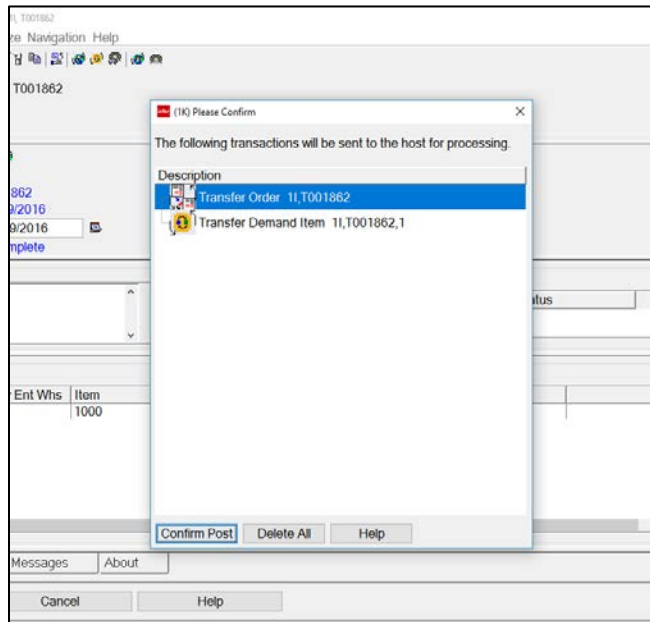 T001862
Navigation Help
T001862
(1K) Please Confirm
The following transactions will be sent to the host for processing.
Description
Transfer Order 1I,T001862
Transfer Demand Item 1I,T001862,1
862
9/2016
9/2016
mplete
atus
Ent Whs Item
1000
Confirm Post Delete All Help
Messages About
Cancel Help